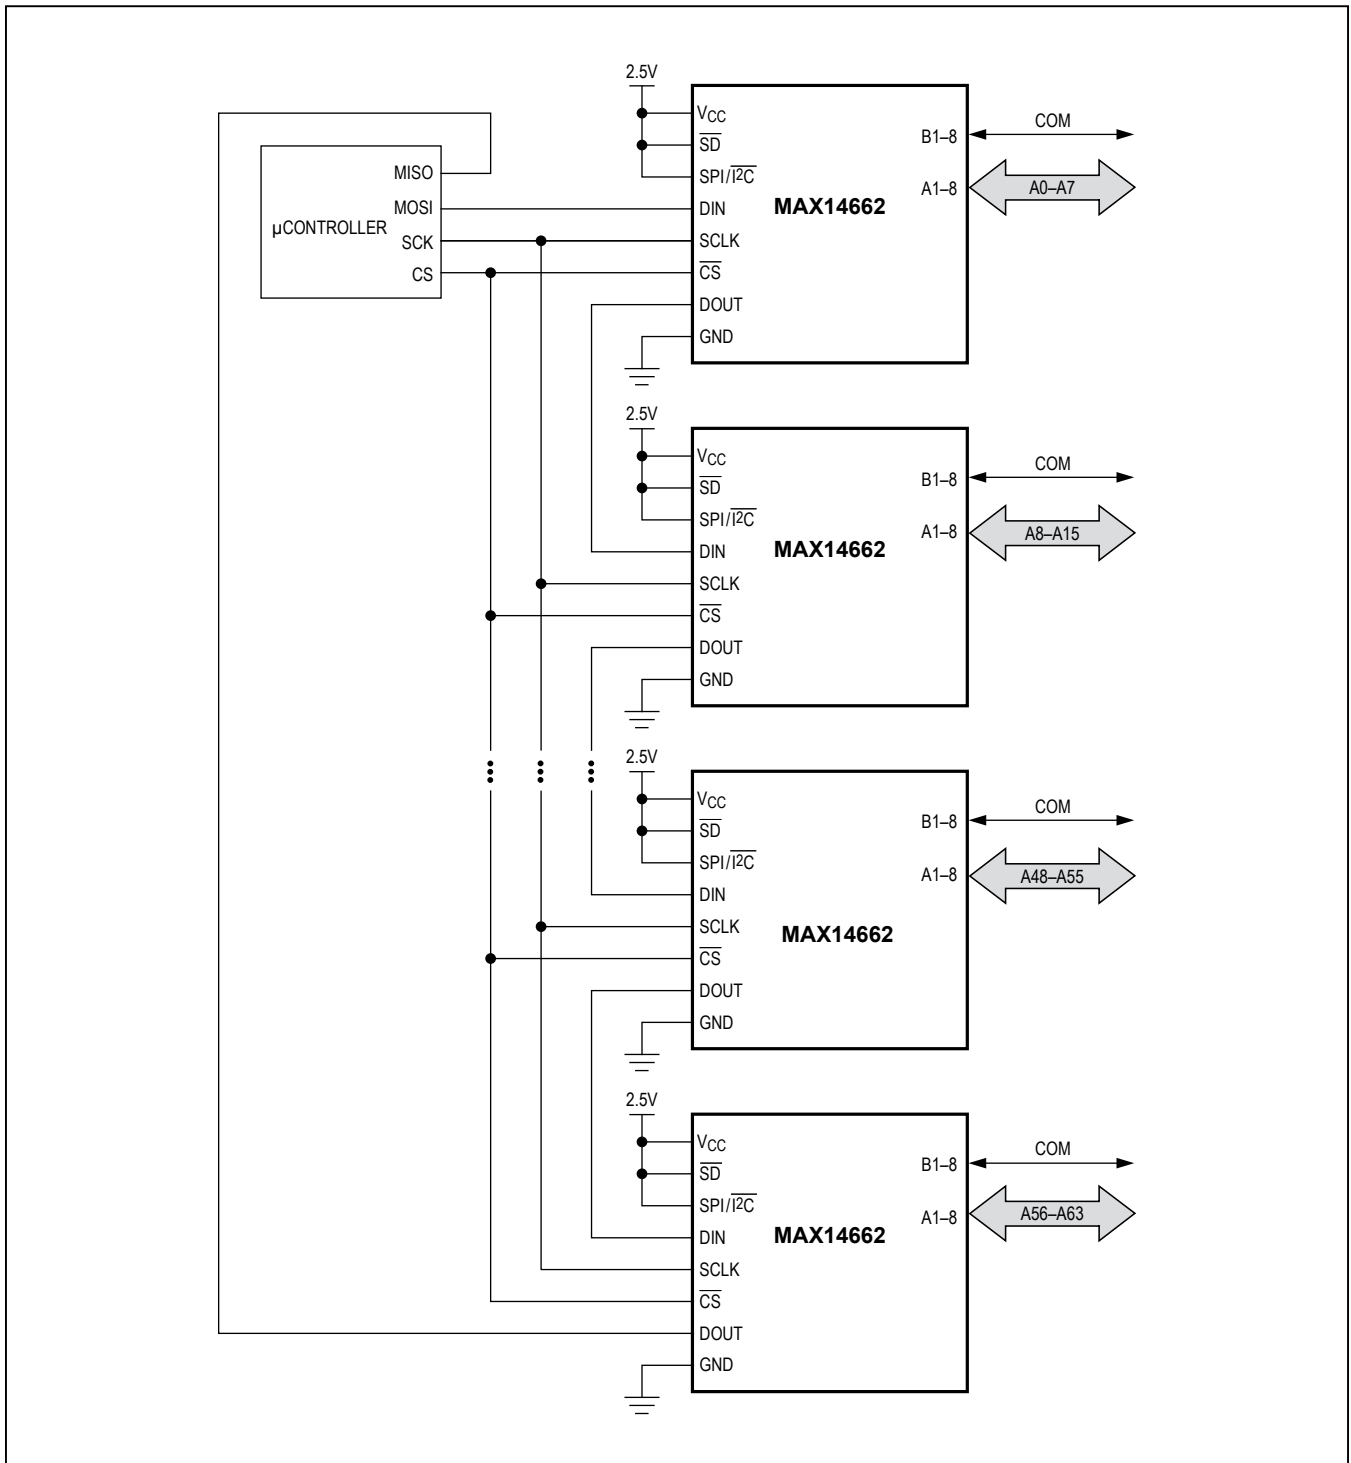 2.5V
VCC
SD
SPI/I2C
DIN
SCLK
CS
DOUT
GND
MAX14662
B1–8
A1–8
COM
A0–A7
MISO
MOSI
SCK
CS
µCONTROLLER
2.5V
VCC
SD
SPI/I2C
DIN
SCLK
CS
DOUT
GND
MAX14662
B1–8
A1–8
COM
A8–A15
2.5V
VCC
SD
SPI/I2C
DIN
SCLK
CS
DOUT
GND
MAX14662
B1–8
A1–8
COM
A48–A55
2.5V
VCC
SD
SPI/I2C
DIN
SCLK
CS
DOUT
GND
MAX14662
B1–8
A1–8
COM
A56–A63